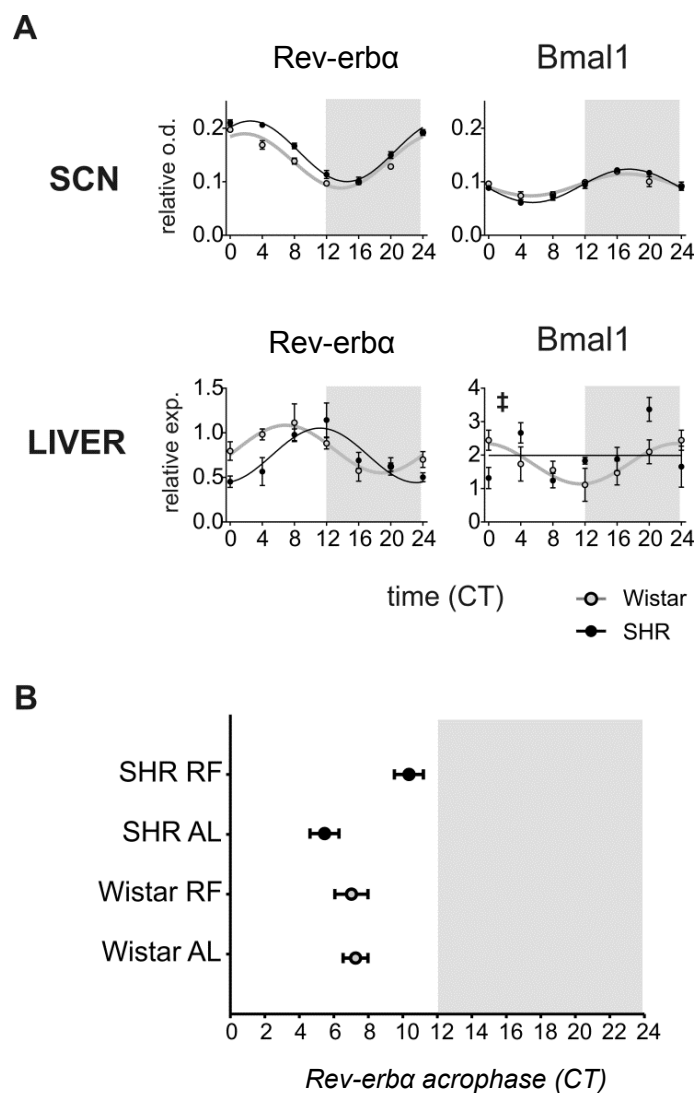 A
Rev-erbα Bmal1
SCN
relative o.d.
0.2
0.1
0.0
0 4 8 12 16 20 24
0.2
0.1
0.0
0 4 8 12 16 20 24
Rev-erbα Bmal1
LIVER
relative exp.
1.5
1.0
0.5
0.0
0 4 8 12 16 20 24
‡
4
3
2
1
0
0 4 8 12 16 20 24
time (CT)
Wistar
SHR
B
SHR RF
SHR AL
Wistar RF
Wistar AL
0 2 4 6 8 10 12 14 16 18 20 22 24
Rev-erbα acrophase (CT)